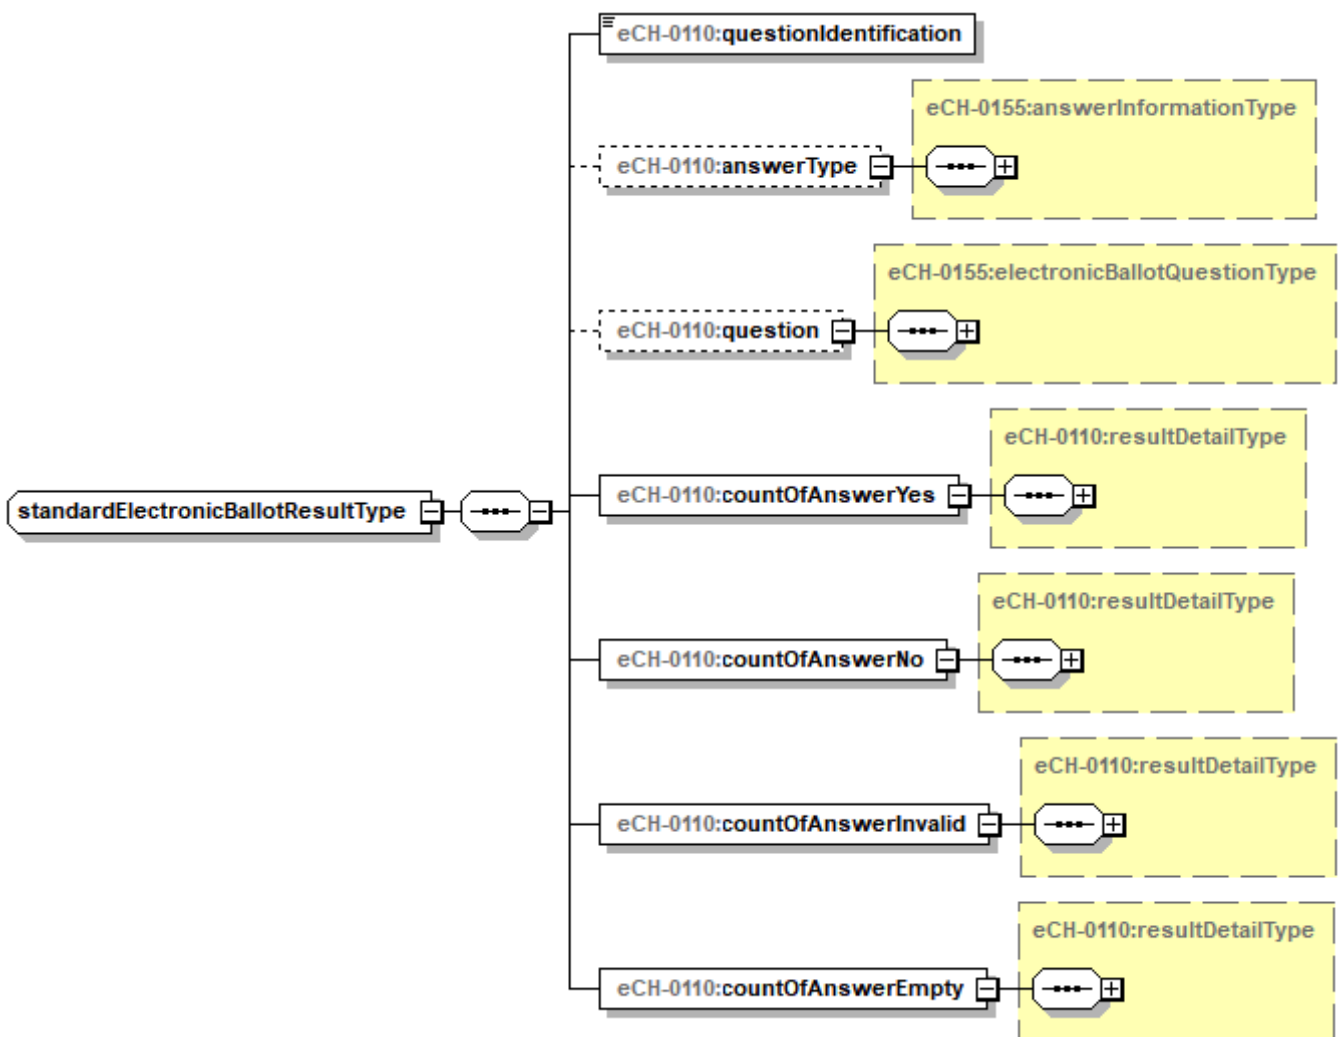 eCH-0110:questionIdentification
eCH-0155:answerInformationType
eCH-0110:answerType
eCH-0155:electronicBallotQuestionType
eCH-0110:question
eCH-0110:resultDetailType
eCH-0110:countOfAnswerYes
standardElectronicBallotResultType
eCH-0110:resultDetailType
eCH-0110:countOfAnswerNo
eCH-0110:resultDetailType
eCH-0110:countOfAnswerInvalid
eCH-0110:resultDetailType
eCH-0110:countOfAnswerEmpty